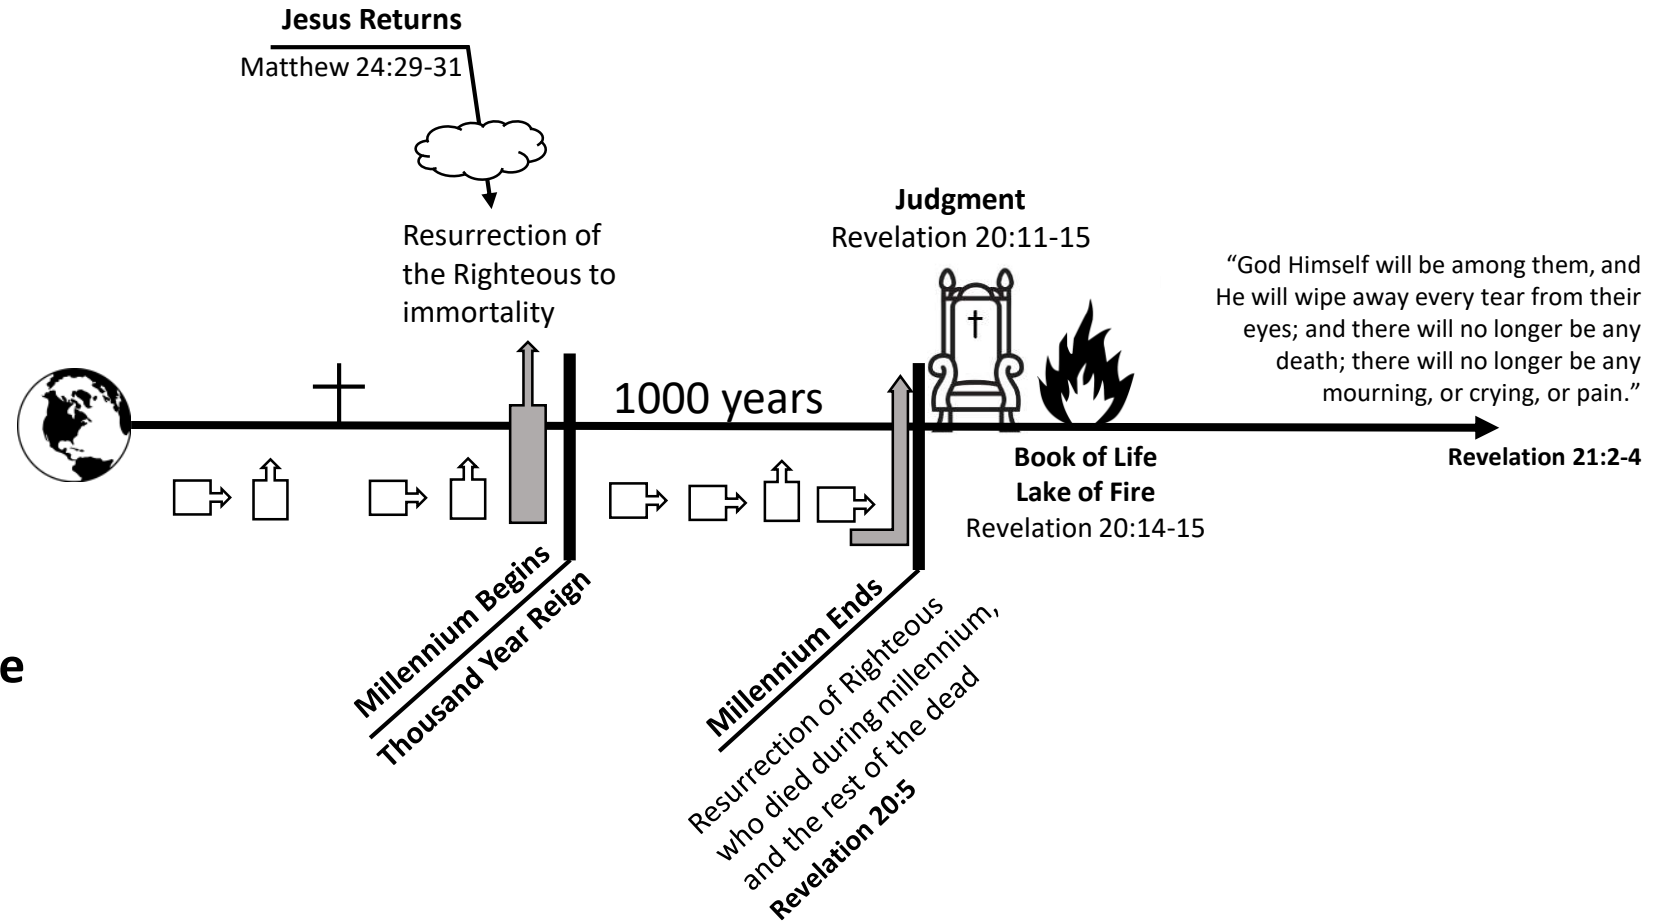 Jesus Returns
Matthew 24:29-31
Resurrection of
the Righteous to
immortality
Judgment
Revelation 20:11-15
“God Himself will be among them, and
He will wipe away every tear from their
eyes; and there will no longer be any
death; there will no longer be any
mourning, or crying, or pain.”
1000 years
Book of Life
Lake of Fire
Revelation 20:14-15
Revelation 21:2-4
Millennium Begins
Thousand Year Reign
Millennium Ends
Resurrection of Righteous
who died during millennium,
and the rest of the dead
Revelation 20:5
e